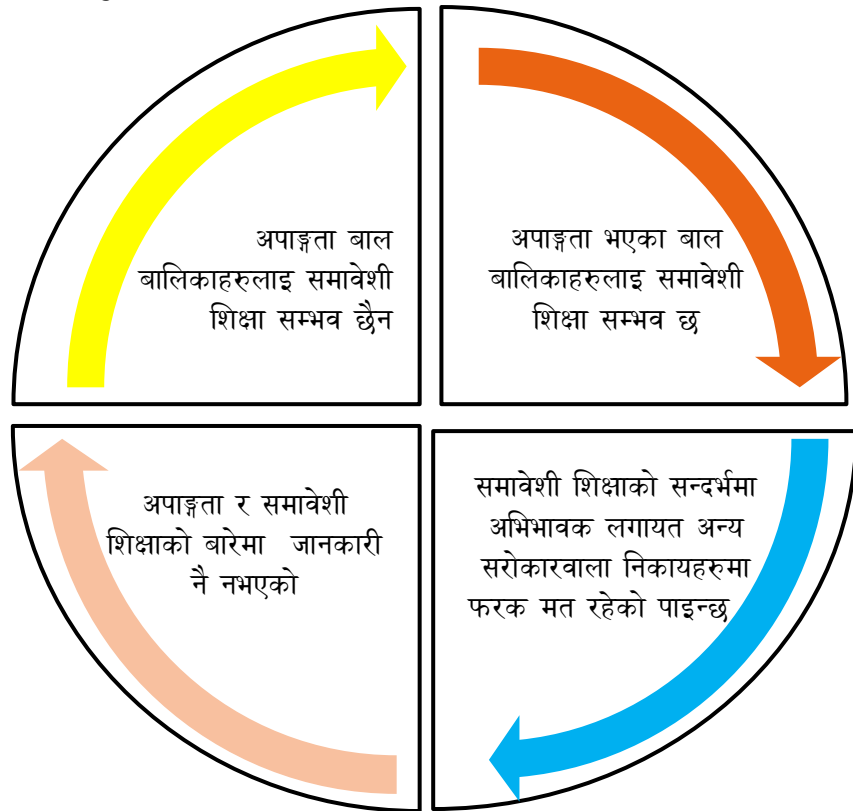 अपाङ्गता बाल
बालिकाहरुलाइ समावेशी
शिक्षा सम्भव छैन
अपाङ्गता भएका बाल
बालिकाहरुलाइ समावेशी
शिक्षा सम्भव छ
अपाङ्गता र समावेशी
शिक्षाको बारेमा जानकारी
नै नभएको
समावेशी शिक्षाको सन्दर्भमा
अभिभावक लगायत अन्य
सरोकारवाला निकायहरुमा
फरक मत रहेको पाइन्छ